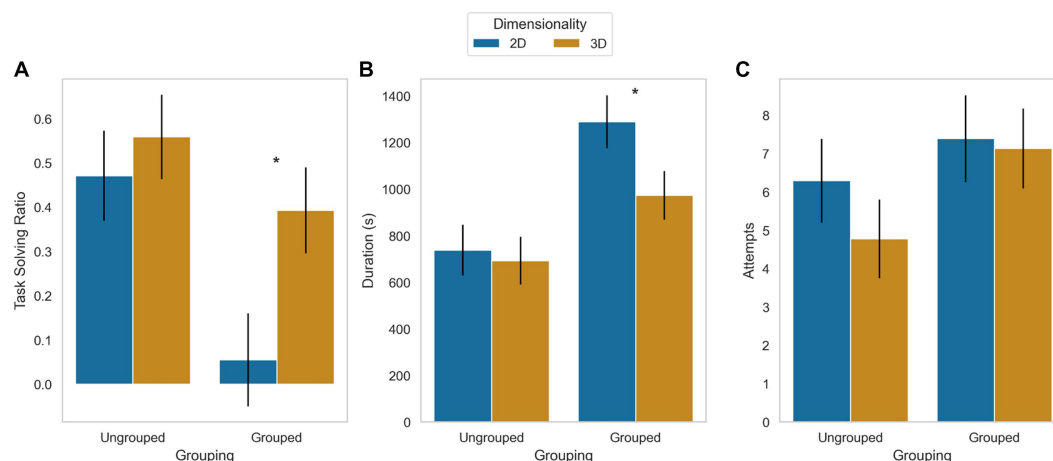 Dimensionality
2D 3D
A
Task Solving Ratio
0.6
0.5
0.4
0.3
0.2
0.1
0.0
*
Ungrouped Grouped
Grouping
B
Duration (s)
1400
1200
1000
800
600
400
200
0
*
Ungrouped Grouped
Grouping
C
Attempts
8
7
6
5
4
3
2
1
0
Ungrouped Grouped
Grouping